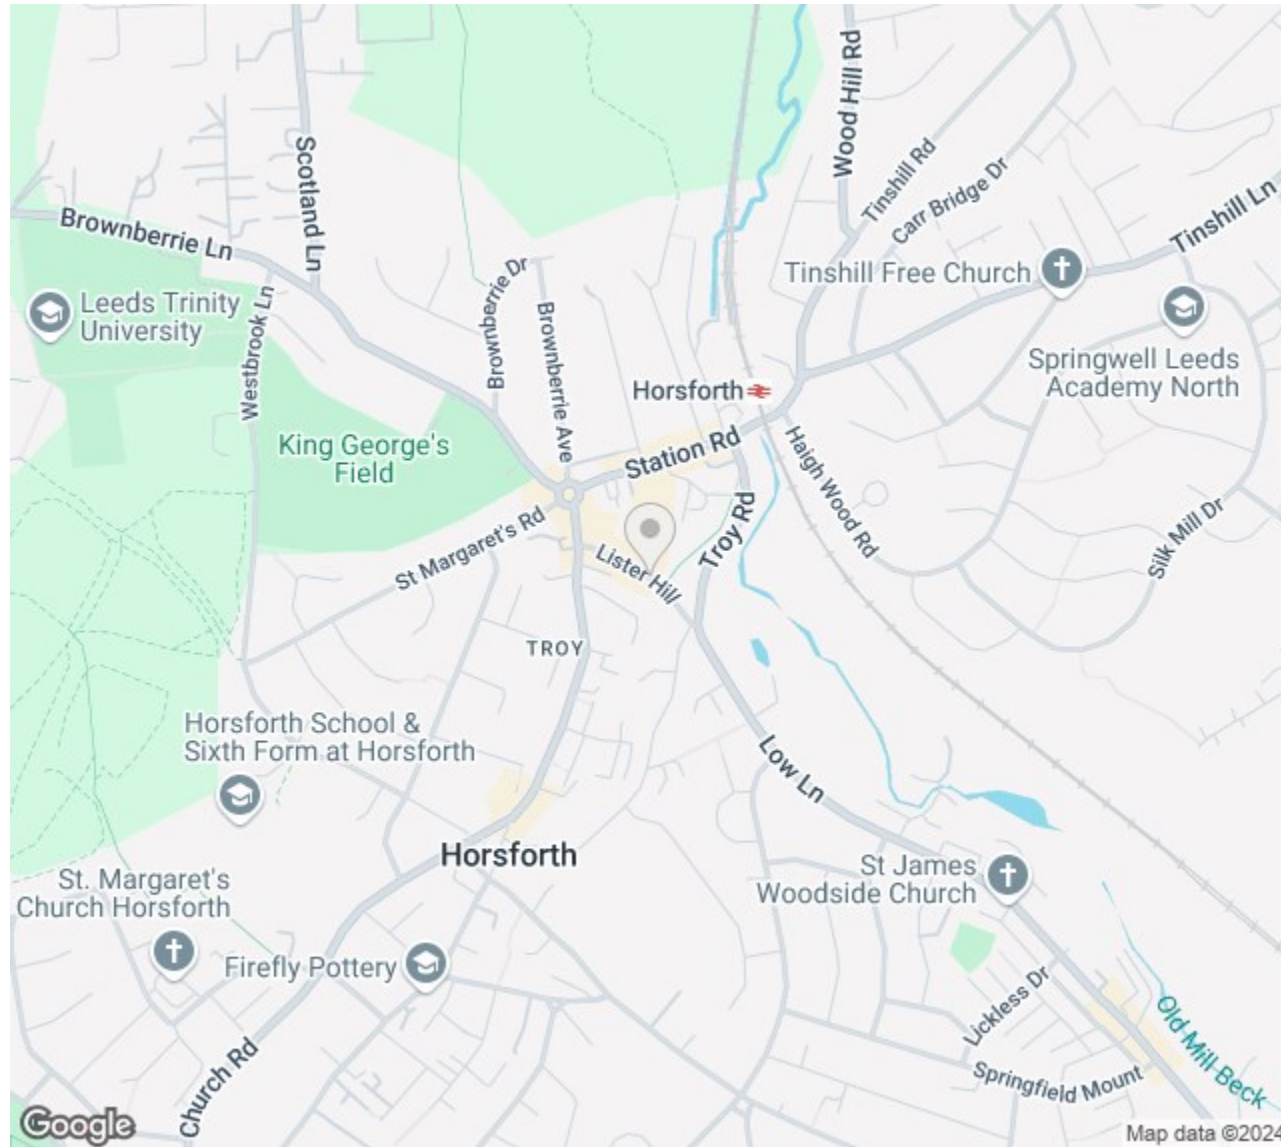 Wood Hill Rd
Scotland Ln
Tinshill Rd
Carr Bridge Dr
Tinshill Ln
Brownberrie Ln
Brownberrie Dr
Tinshill Free Church
Leeds Trinity
University
Westbrook Ln
Brownberrie Ave
Springwell Leeds
Academy North
Horsforth
King George's
Field
Station Rd
Haigh Wood Rd
St Margaret's Rd
Troy Rd
Silk Mill Dr
Lister Hill
TROY
Horsforth School &
Sixth Form at Horsforth
Low Ln
Horsforth
St James
Woodside Church
St. Margaret's
Church Horsforth
Firefly Pottery
Lickless Dr
Old Mill Beck
Church Rd
Springfield Mount
Google
Map data ©2024